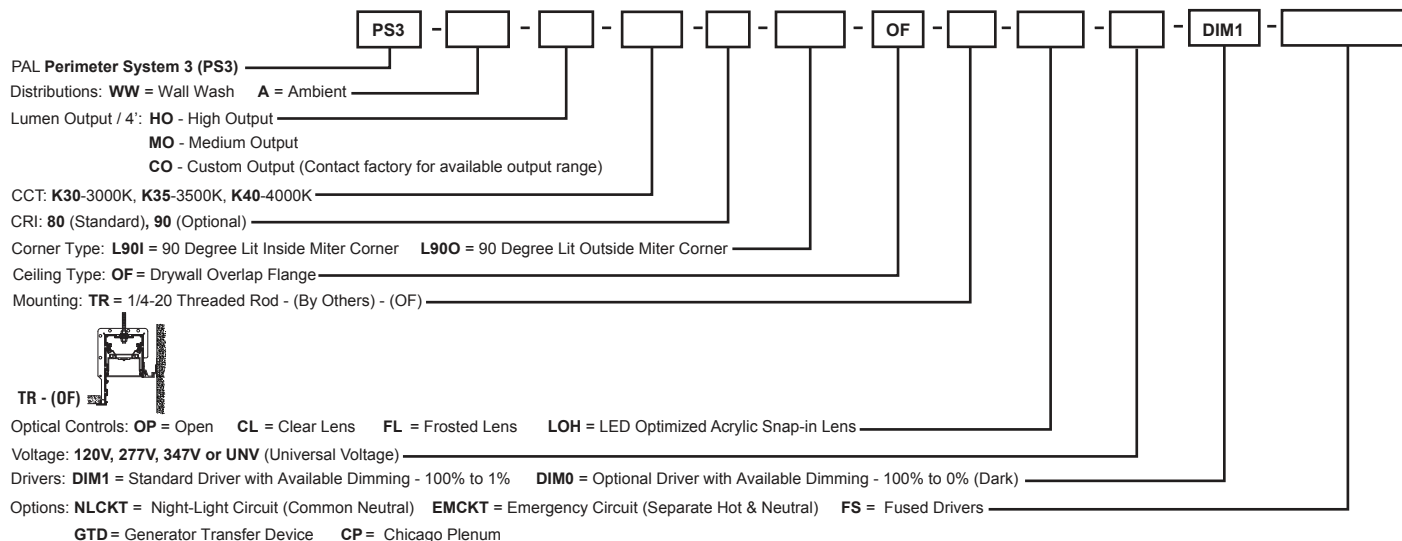 PS3 - - - - - - OF - - - - DIM1 -
PAL Perimeter System 3 (PS3)
Distributions: WW = Wall Wash A = Ambient
Lumen Output / 4': HO - High Output
MO - Medium Output
CO - Custom Output (Contact factory for available output range)
CCT: K30-3000K, K35-3500K, K40-4000K
CRI: 80 (Standard), 90 (Optional)
Corner Type: L90I = 90 Degree Lit Inside Miter Corner L90O = 90 Degree Lit Outside Miter Corner
Ceiling Type: OF = Drywall Overlap Flange
Mounting: TR = 1/4-20 Threaded Rod - (By Others) - (OF)
TR - (OF)
Optical Controls: OP = Open CL = Clear Lens FL = Frosted Lens LOH = LED Optimized Acrylic Snap-in Lens
Voltage: 120V, 277V, 347V or UNV (Universal Voltage)
Drivers: DIM1 = Standard Driver with Available Dimming - 100% to 1% DIM0 = Optional Driver with Available Dimming - 100% to 0% (Dark)
Options: NLCKT = Night-Light Circuit (Common Neutral) EMCKT = Emergency Circuit (Separate Hot & Neutral) FS = Fused Drivers
GTD = Generator Transfer Device CP = Chicago Plenum